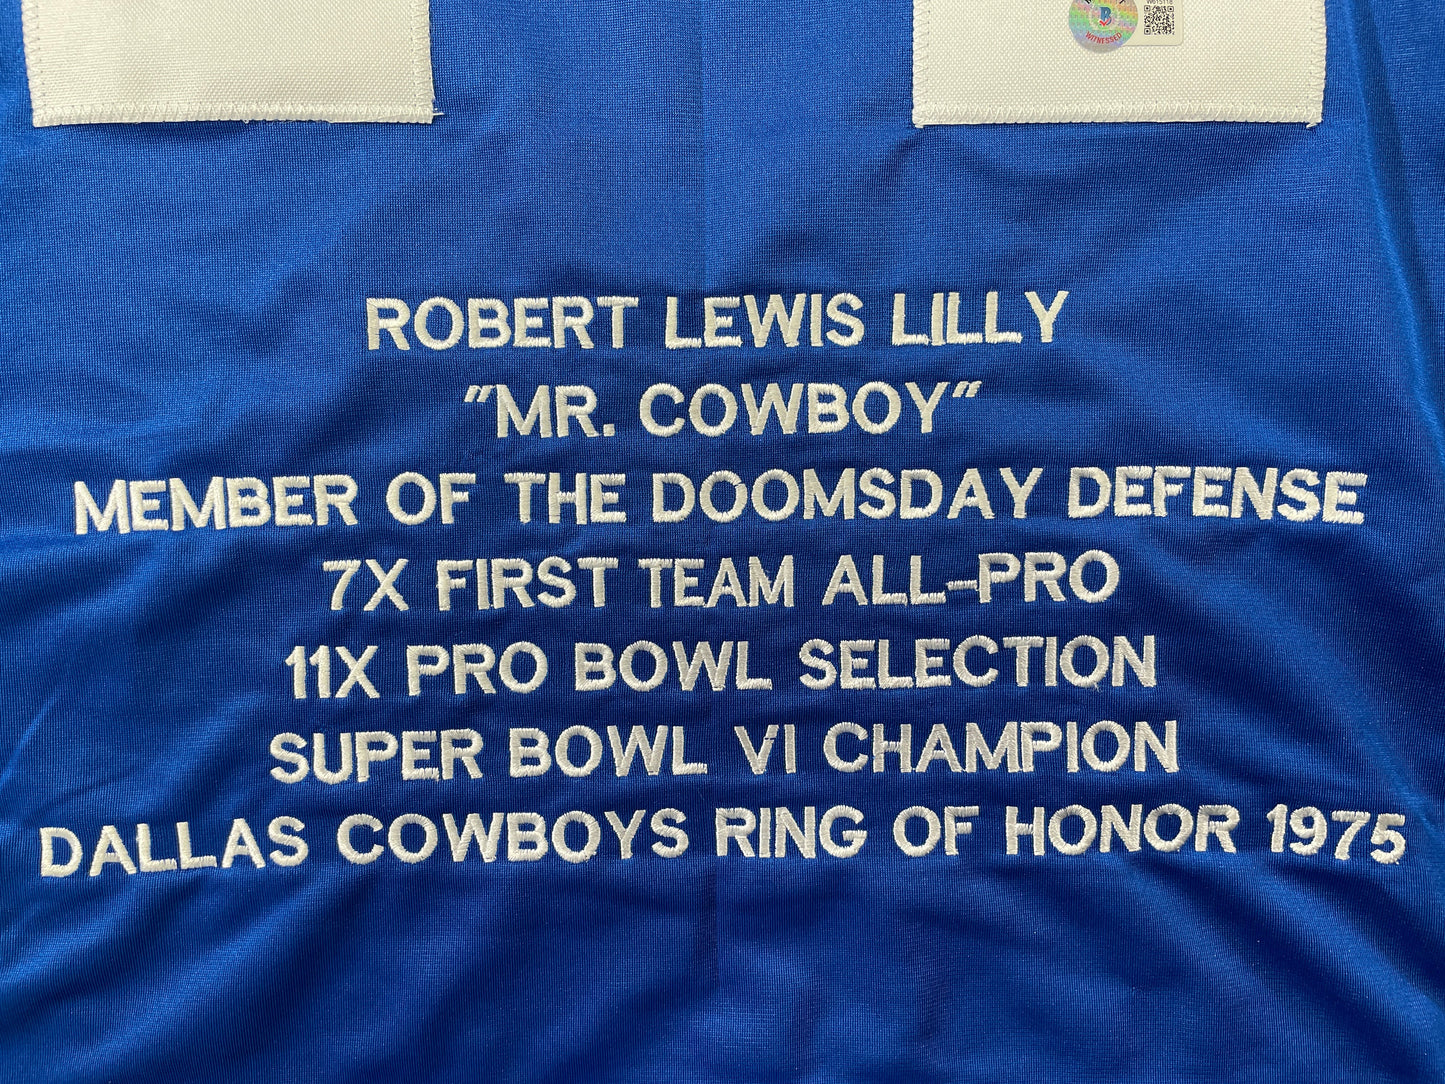 B
WITNESSED
ROBERT LEWIS LILLY
"MR. COWBOY"
MEMBER OF THE DOOMSDAY DEFENSE
7X FIRST TEAM ALL-PRO
11X PRO BOWL SELECTION
SUPER BOWL VI CHAMPION
DALLAS COWBOYS RING OF HONOR 1975